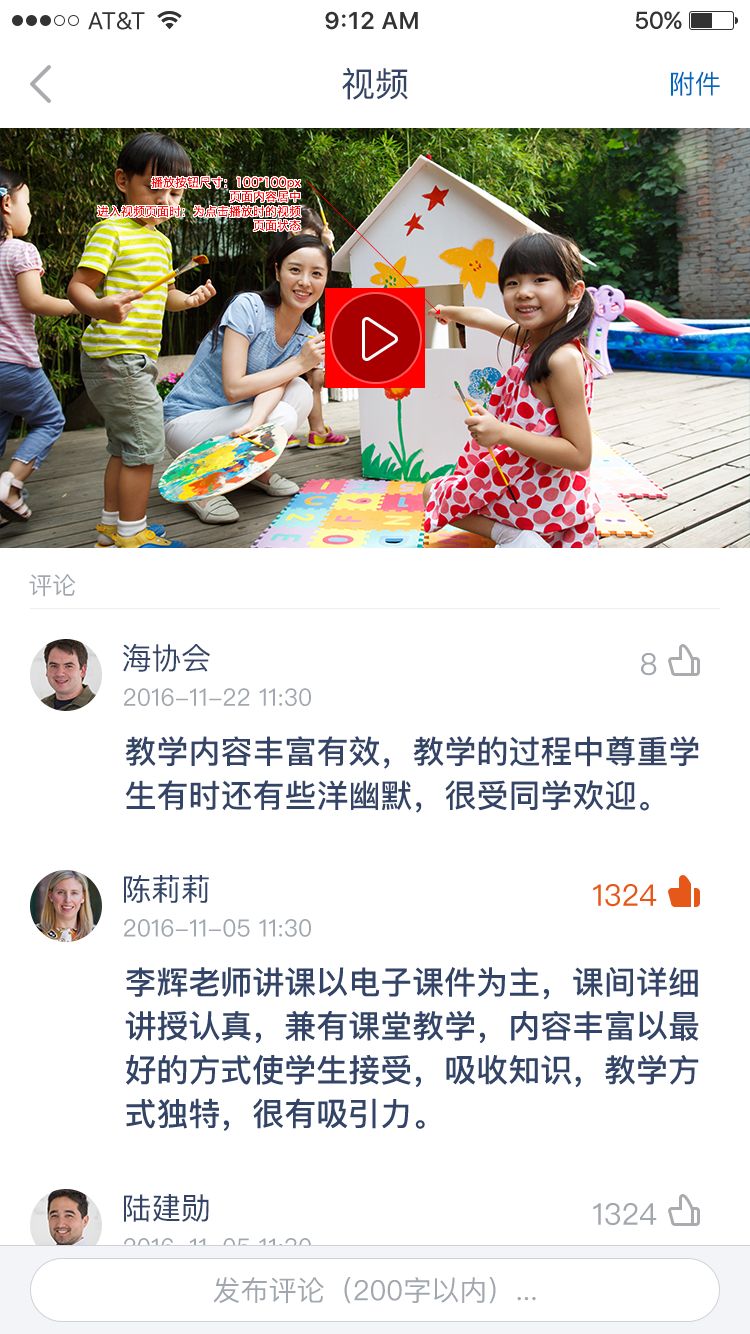 AT&T 9:12 AM 50%
视频 附件
播放按钮尺寸：100*100px
页面内容居中
进入视频页面时：为点击播放时的视频
页面状态
评论
海协会 8
2016-11-22 11:30
教学内容丰富有效，教学的过程中尊重学
生有时还有些洋幽默，很受同学欢迎。
陈莉莉 1324
2016-11-05 11:30
李辉老师讲课以电子课件为主，课间详细
讲授认真，兼有课堂教学，内容丰富以最
好的方式使学生接受，吸收知识，教学方
式独特，很有吸引力。
陆建勋 1324
2016-11-05 11:30
发布评论（200字以内）...